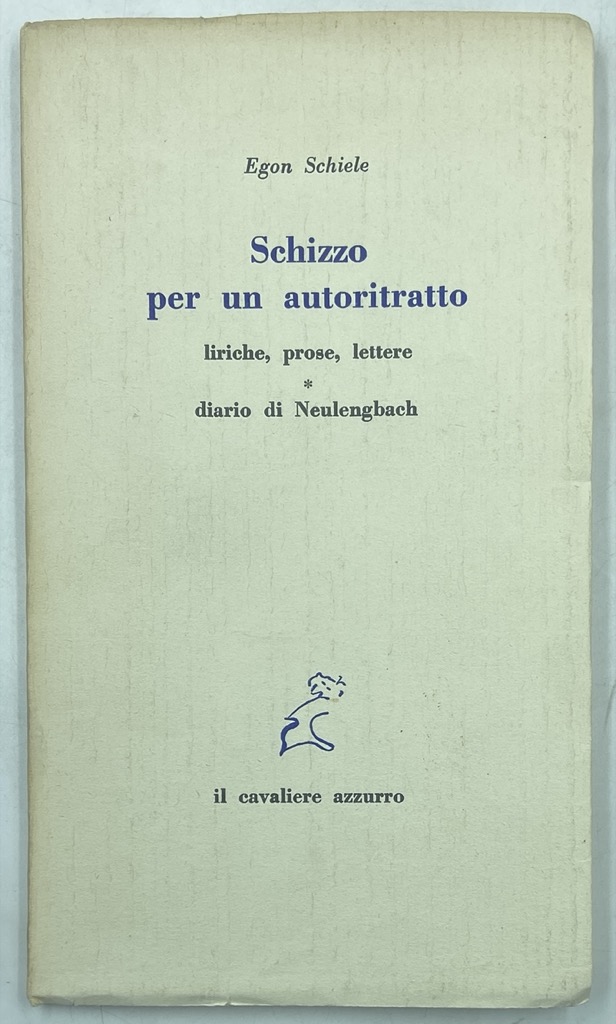 Egon Schiele
Schizzo
per un autoritratto
liriche, prose, lettere
*
diario di Neulengbach
il cavaliere azzurro